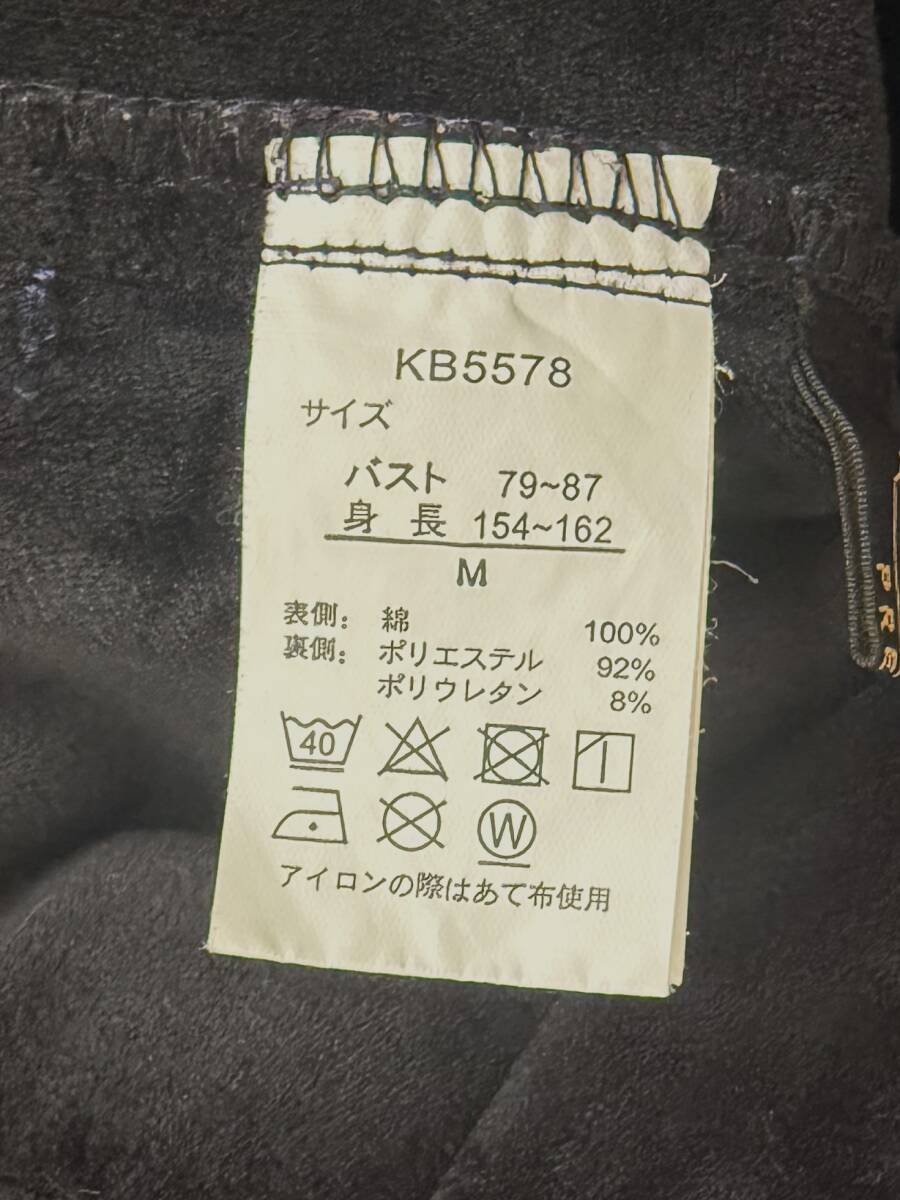 KB5578
サイズ
バスト 79~87
身長 154~162
M
表側: 綿 100%
裏側: ポリエステル 92%
ポリウレタン 8%
40
W
アイロンの際はあて布使用